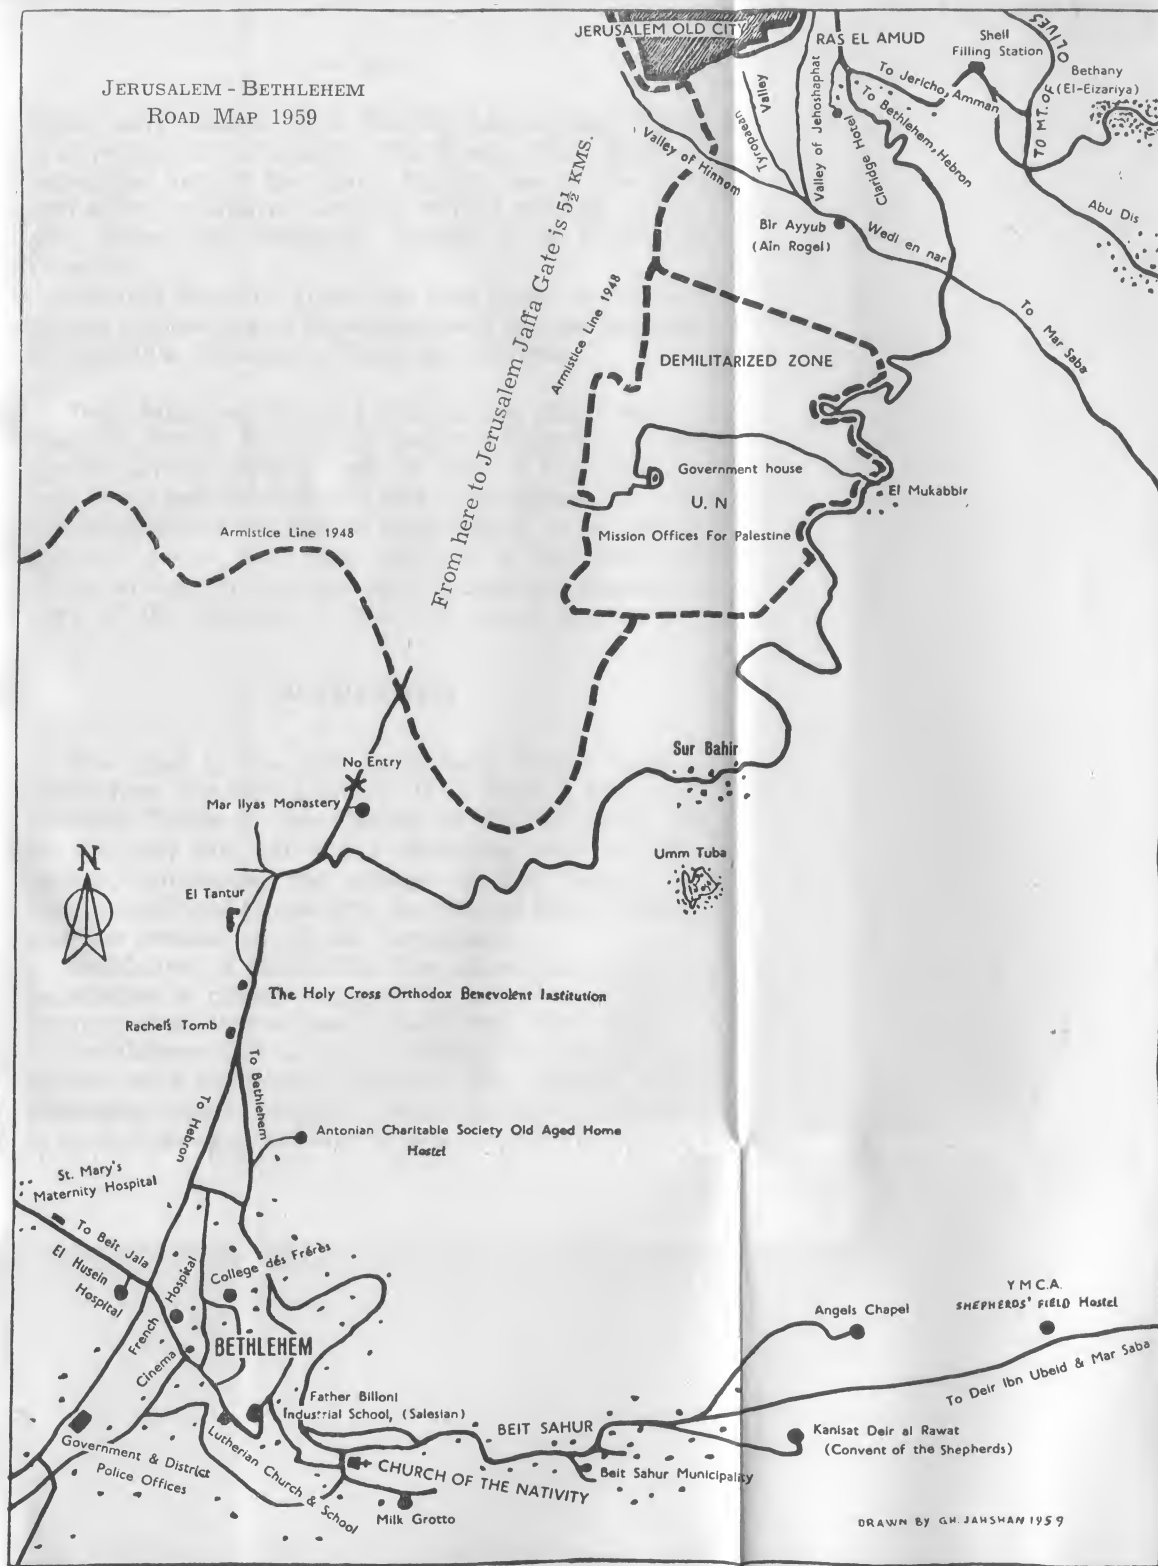 JERUSALEM - BETHLEHEM
ROAD MAP 1959
JERUSALEM OLD CITY
RAS EL AMUD
Shell
Filling Station
TO MT. OF OLIVES
Bethany
(El-Eizariya)
To Jericho, Amman
To Bethlehem, Hebron
Tyropaean
Valley
Valley of Jehoshaphat
Claridge Hotel
Valley of Hinnom
Abu Dis
Bir Ayyub
(Ain Rogel)
Wedi en nar
To Mar Saba
From here to Jerusalem Jaffa Gate is 5½ KMS.
Armistice Line 1948
DEMILITARIZED ZONE
Government house
U. N
Mission Offices For Palestine
El Mukabbir
Armistice Line 1948
Sur Bahir
No Entry
Mar Ilyas Monastery
Umm Tuba
N
El Tantur
The Holy Cross Orthodox Benevolent Institution
Rachel's Tomb
To Bethlehem
To Hebron
Antonian Charitable Society Old Aged Home
Hostel
St. Mary's
Maternity Hospital
To Beit Jala
El Husein
Hospital
French Hospital
College dés Fréres
Cinema
BETHLEHEM
Y M C.A.
SHEPHERDS' FIELD Hostel
Angels Chapel
To Deir Ibn Ubeid & Mar Saba
Father Billoni
Industrial School, (Salesian)
BEIT SAHUR
Kanisat Deir al Rawat
(Convent of the Shepherds)
Government & District
Police Offices
Lutherian Church & School
CHURCH OF THE NATIVITY
Beit Sahur Municipality
Milk Grotto
DRAWN BY GH. JAHSHAN 1959